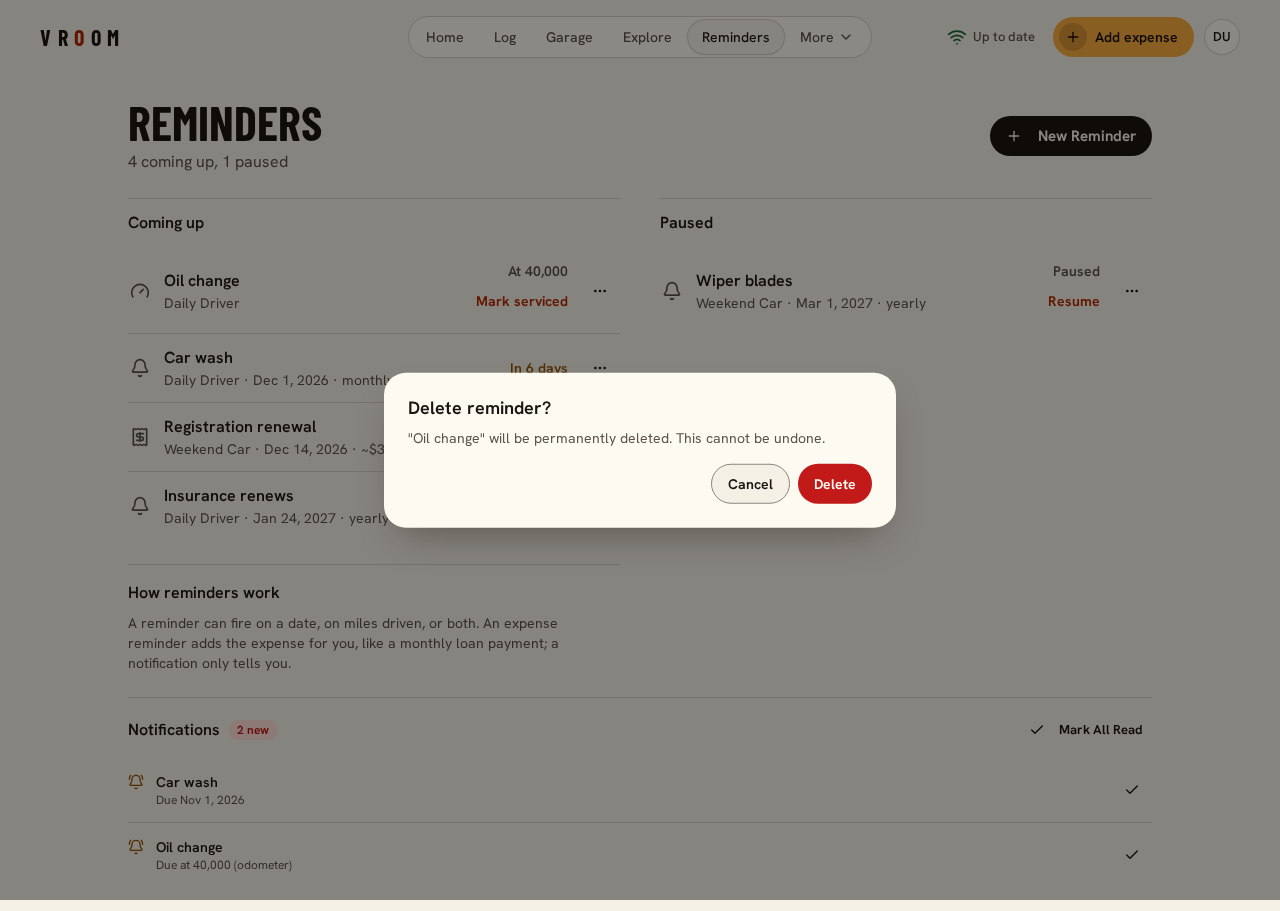 VROOM
Home
Log
Garage
Explore
Reminders
More
Up to date
Add expense
DU
REMINDERS
4 coming up, 1 paused
New Reminder
Coming up
Oil change
Daily Driver
At 40,000
Mark serviced
Car wash
Daily Driver · Dec 1, 2026 · monthly
In 6 days
Registration renewal
Weekend Car · Dec 14, 2026 · ~$3
Insurance renews
Daily Driver · Jan 24, 2027 · yearly
Paused
Wiper blades
Weekend Car · Mar 1, 2027 · yearly
Paused
Resume
Delete reminder?
"Oil change" will be permanently deleted. This cannot be undone.
Cancel
Delete
How reminders work
A reminder can fire on a date, on miles driven, or both. An expense
reminder adds the expense for you, like a monthly loan payment; a
notification only tells you.
Notifications
2 new
Mark All Read
Car wash
Due Nov 1, 2026
Oil change
Due at 40,000 (odometer)